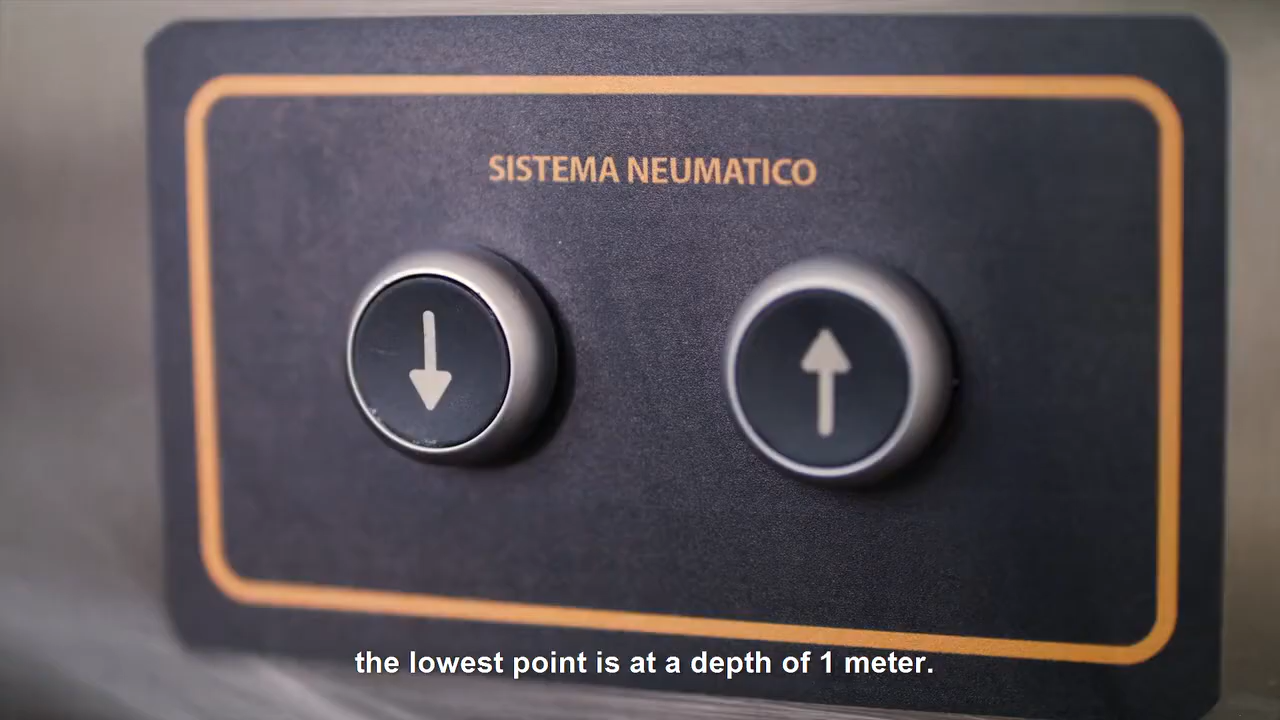 SISTEMA NEUMATICO
the lowest point is at a depth of 1 meter.